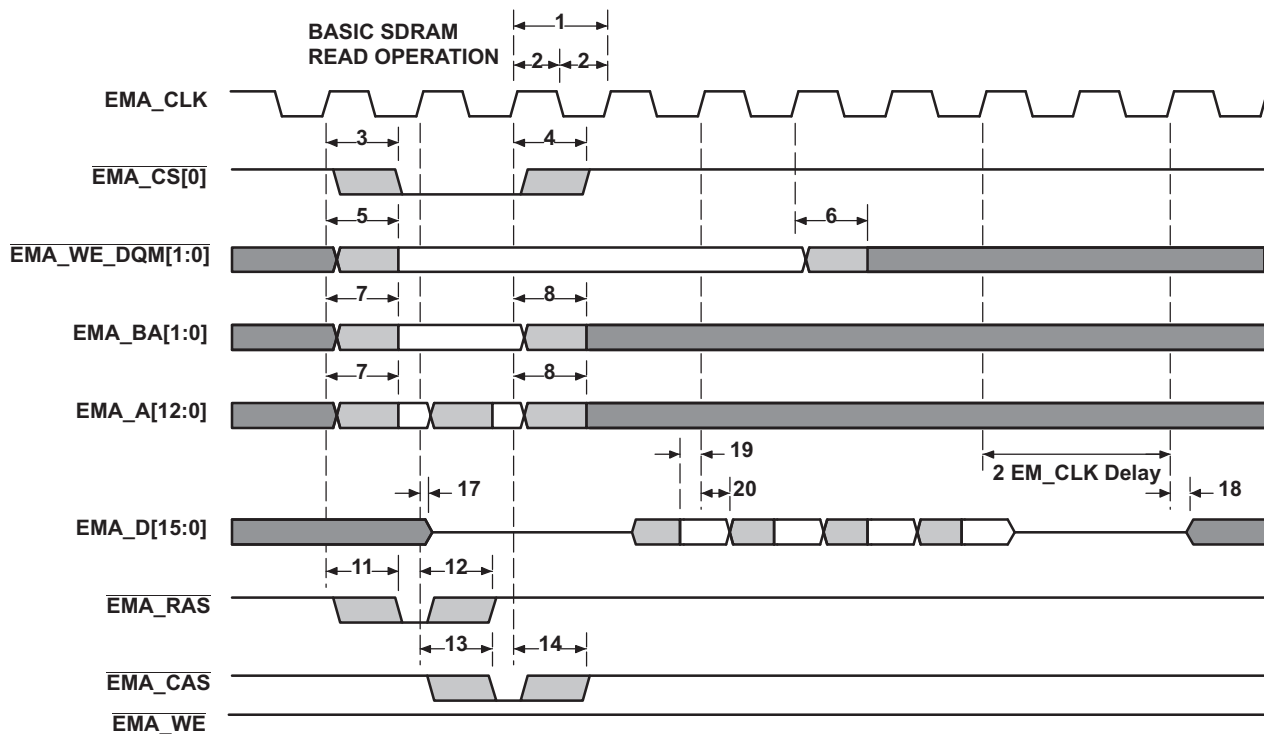 BASIC SDRAM
READ OPERATION
1
2 2
EMA_CLK
3 4
EMA_CS[0]
5 6
EMA_WE_DQM[1:0]
7 8
EMA_BA[1:0]
7 8
EMA_A[12:0]
19
2 EM_CLK Delay
17 20 18
EMA_D[15:0]
11 12
EMA_RAS
13 14
EMA_CAS
EMA_WE